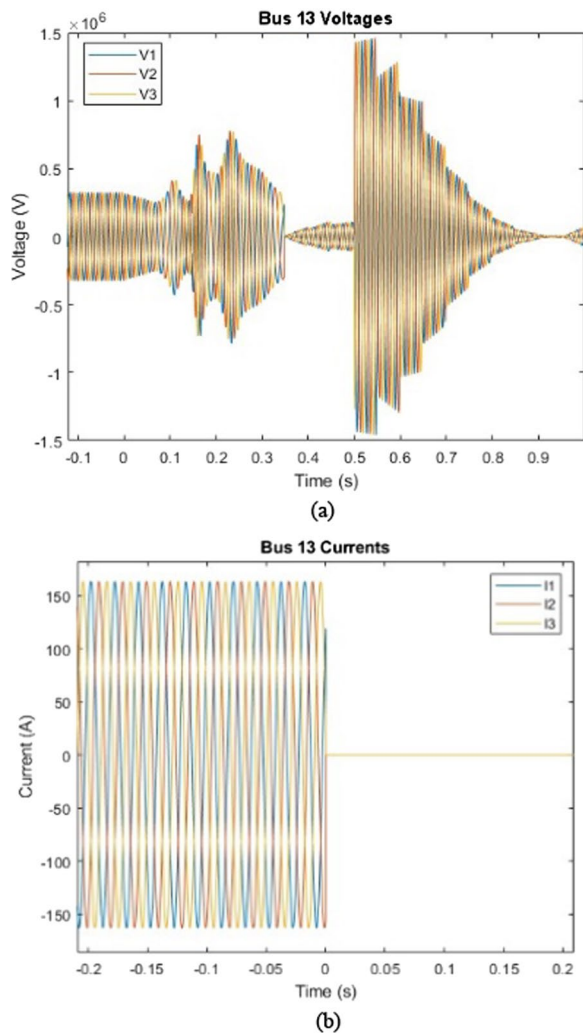 Bus 13 Voltages
×10⁶
1.5
1
0.5
0
-0.5
-1
-1.5
Voltage (V)
V1
V2
V3
-0.1 0 0.1 0.2 0.3 0.4 0.5 0.6 0.7 0.8 0.9
Time (s)
(a)
Bus 13 Currents
150
100
50
0
-50
-100
-150
Current (A)
I1
I2
I3
-0.2 -0.15 -0.1 -0.05 0 0.05 0.1 0.15 0.2
Time (s)
(b)